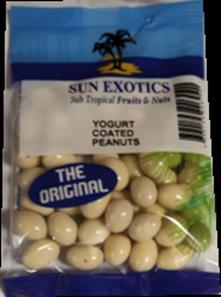 SUN EXOTICS
Sub Tropical Fruits & Nuts
YOGURT
COATED
PEANUTS
THE
ORIGINAL